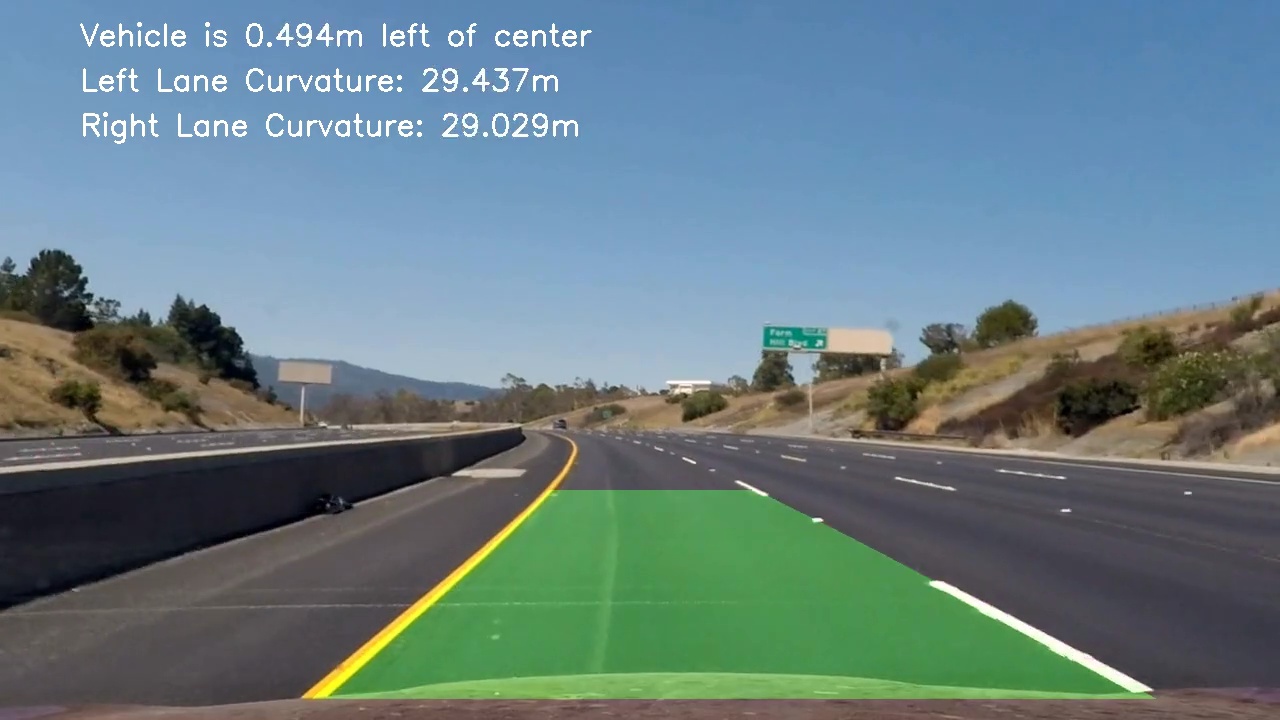 Vehicle is 0.494m left of center
Left Lane Curvature: 29.437m
Right Lane Curvature: 29.029m
Farm
Hill Blvd